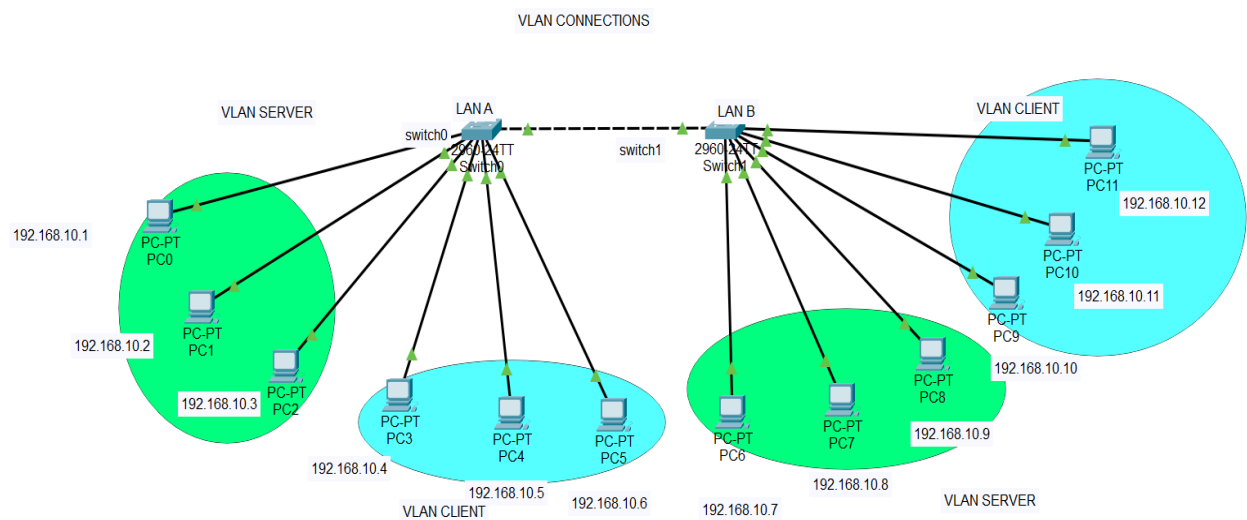 VLAN CONNECTIONS
VLAN SERVER
LAN A
LAN B
VLAN CLIENT
switch0
2960-24TT
Switch0
switch1
2960-24TT
Switch1
PC-PT
PC11
192.168.10.12
PC-PT
PC0
192.168.10.1
PC-PT
PC10
192.168.10.11
PC-PT
PC1
192.168.10.2
PC-PT
PC9
192.168.10.10
PC-PT
PC2
192.168.10.3
PC-PT
PC8
192.168.10.9
PC-PT
PC3
192.168.10.4
PC-PT
PC4
192.168.10.5
PC-PT
PC5
192.168.10.6
PC-PT
PC6
192.168.10.7
PC-PT
PC7
192.168.10.8
VLAN CLIENT
VLAN SERVER